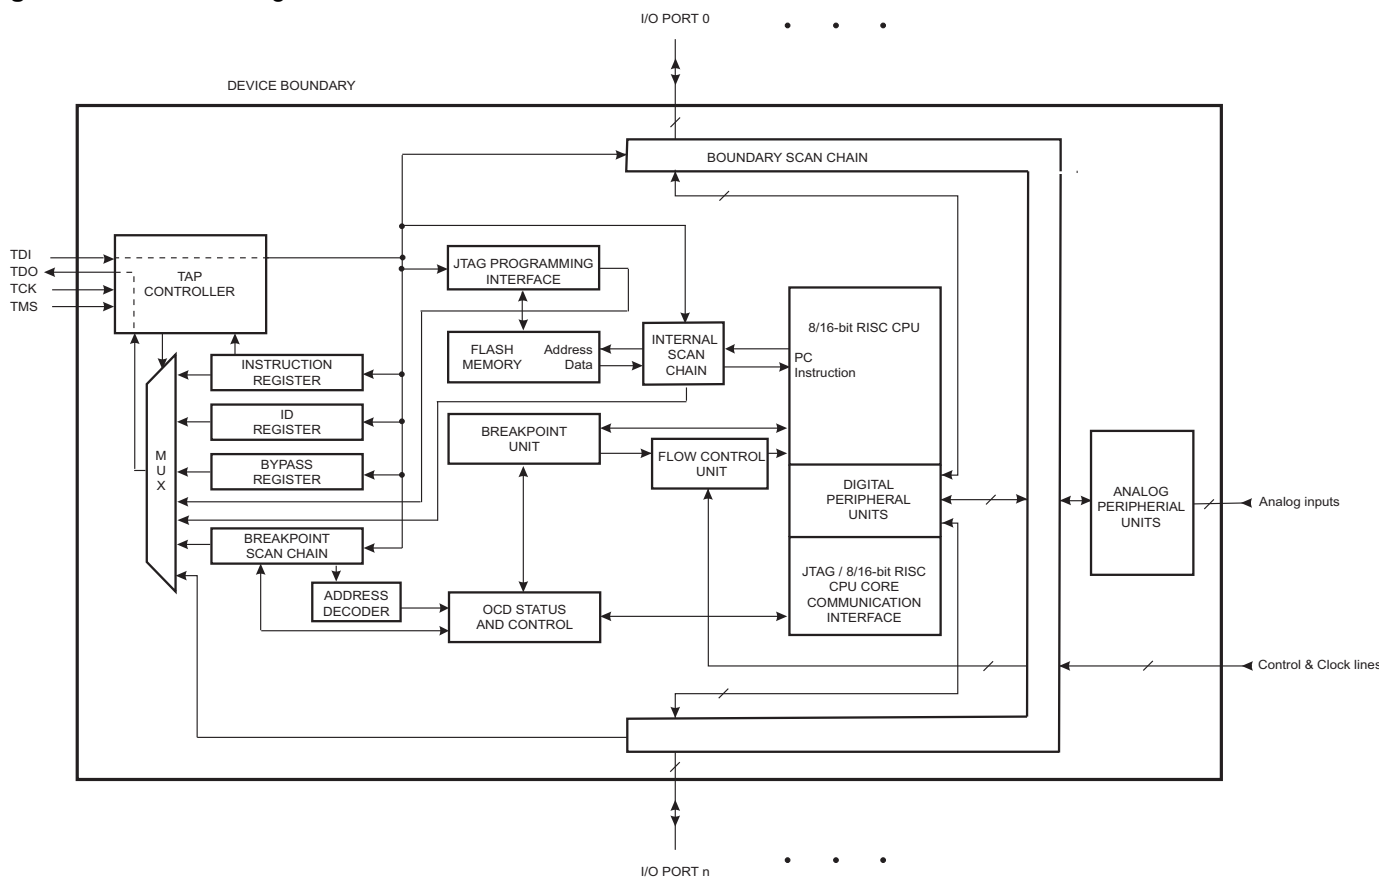 I/O PORT 0
DEVICE BOUNDARY
BOUNDARY SCAN CHAIN
TDI
TDO
TCK
TMS
TAP
CONTROLLER
JTAG PROGRAMMING
INTERFACE
8/16-bit RISC CPU
FLASH
MEMORY
Address
Data
INTERNAL
SCAN
CHAIN
PC
Instruction
INSTRUCTION
REGISTER
ID
REGISTER
M
U
X
BYPASS
REGISTER
BREAKPOINT
UNIT
FLOW CONTROL
UNIT
DIGITAL
PERIPHERAL
UNITS
ANALOG
PERIPHERIAL
UNITS
Analog inputs
BREAKPOINT
SCAN CHAIN
ADDRESS
DECODER
OCD STATUS
AND CONTROL
JTAG / 8/16-bit RISC
CPU CORE
COMMUNICATION
INTERFACE
Control & Clock lines
I/O PORT n